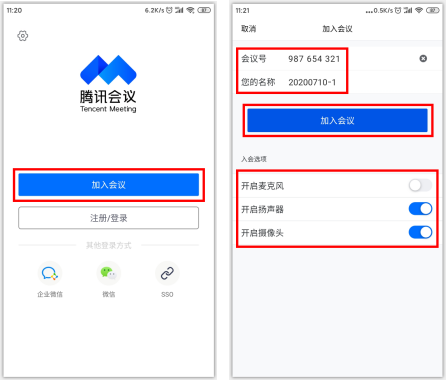 11:20
6.2K/s
87
腾讯会议
Tencent Meeting
加入会议
注册/登录
其他登录方式
企业微信
微信
SSO
11:21
...0.5K/s
87
取消
加入会议
会议号
987 654 321
您的名称
20200710-1
加入会议
入会选项
开启麦克风
开启扬声器
开启摄像头